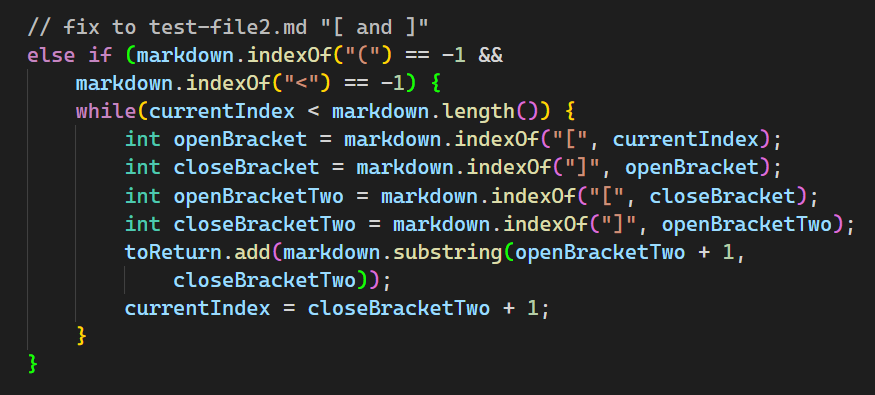 // fix to test-file2.md "[ and ]"
else if (markdown.indexOf("(") == -1 &&
    markdown.indexOf("<") == -1) {
    while(currentIndex < markdown.length()) {
        int openBracket = markdown.indexOf("[", currentIndex);
        int closeBracket = markdown.indexOf("]", openBracket);
        int openBracketTwo = markdown.indexOf("[", closeBracket);
        int closeBracketTwo = markdown.indexOf("]", openBracketTwo);
        toReturn.add(markdown.substring(openBracketTwo + 1,
            closeBracketTwo));
        currentIndex = closeBracketTwo + 1;
    }
}